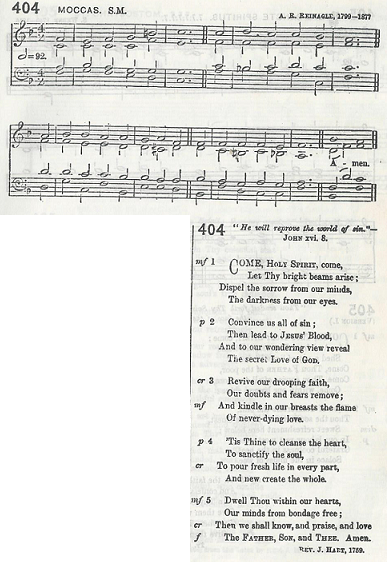 404 MOCCAS. S.M. A. R. REINAGLE, 1799–1877
=92.
A - men.
404 "He will reprove the world of sin."—
JOHN xvi. 8.
mf 1 COME, HOLY SPIRIT, come,
Let Thy bright beams arise;
Dispel the sorrow from our minds,
The darkness from our eyes.
p 2 Convince us all of sin;
Then lead to JESUS' Blood,
And to our wondering view reveal
The secret Love of GOD.
cr 3 Revive our drooping faith,
Our doubts and fears remove;
mf And kindle in our breasts the flame
Of never-dying love.
p 4 'Tis Thine to cleanse the heart,
To sanctify the soul,
cr To pour fresh life in every part,
And new create the whole.
mf 5 Dwell Thou within our hearts,
Our minds from bondage free;
cr Then we shall know, and praise, and love
f The FATHER, SON, and THEE. Amen.
REV. J. HART, 1759.